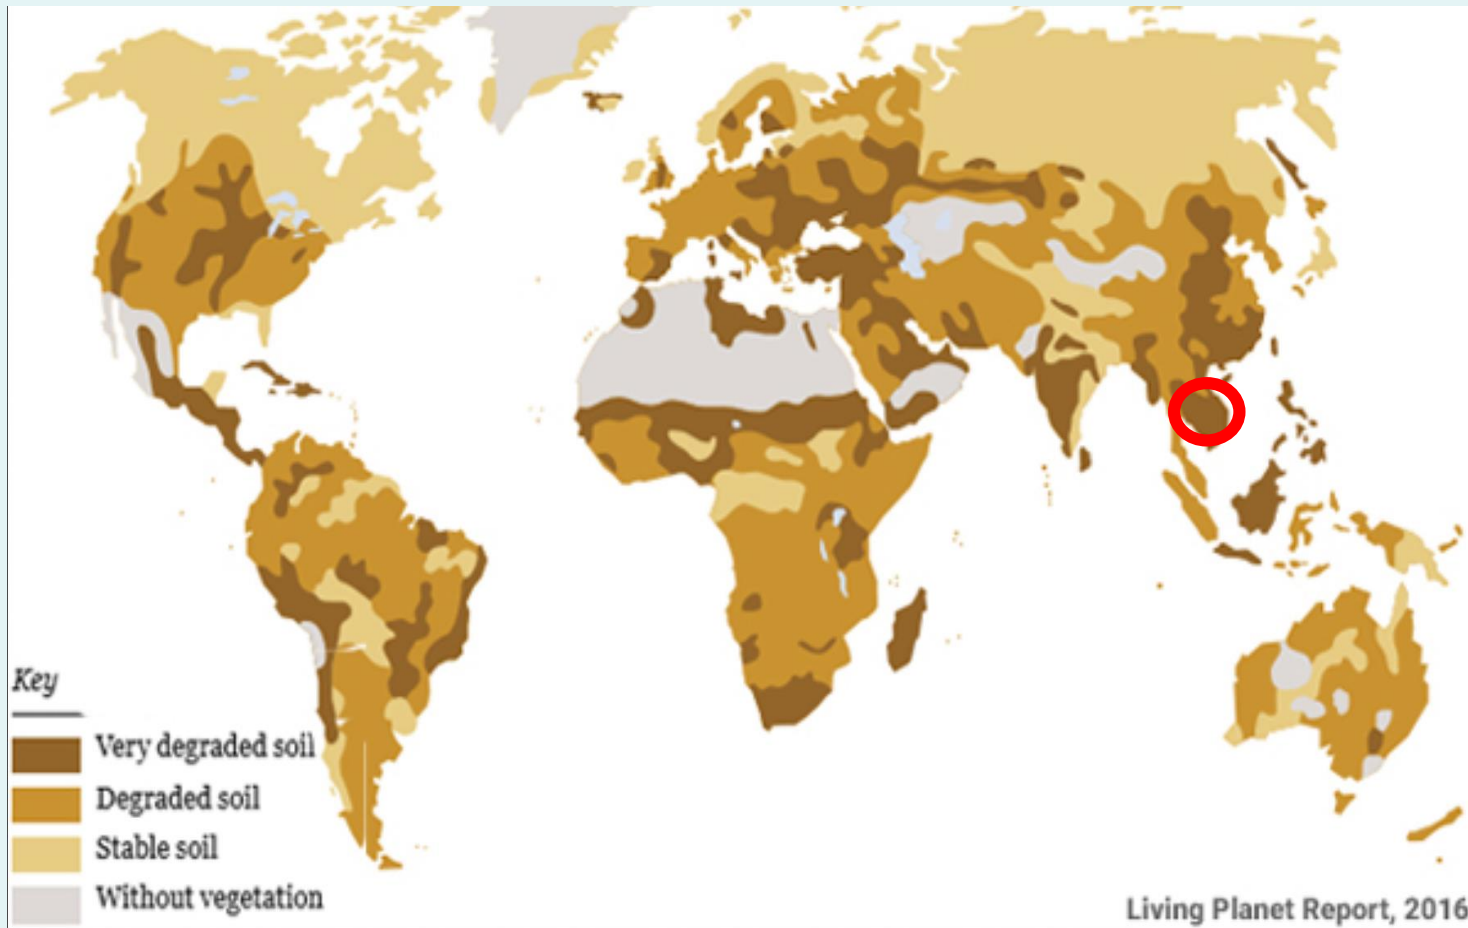 Key
Very degraded soil
Degraded soil
Stable soil
Without vegetation
Living Planet Report, 2016